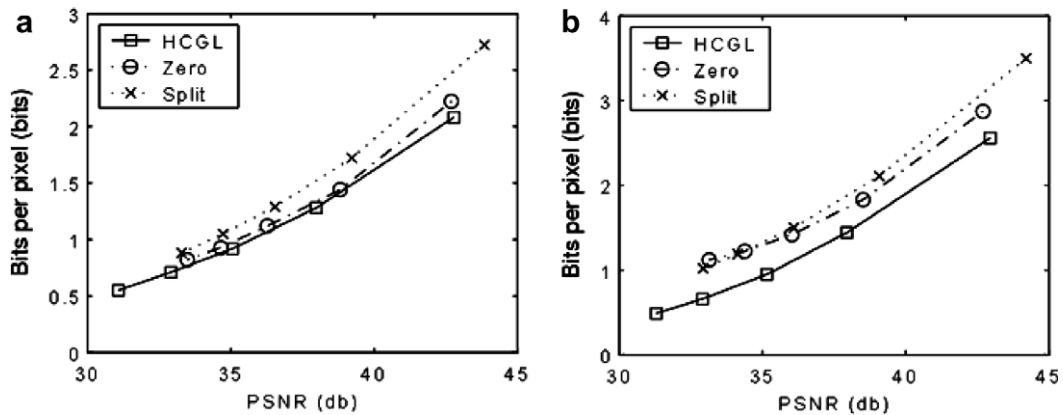 a
3
2.5
2
1.5
1
0.5
0
Bits per pixel (bits)
HCGL
Zero
Split
30
35
40
45
PSNR (db)
b
4
3
2
1
0
Bits per pixel (bits)
HCGL
Zero
Split
30
35
40
45
PSNR (db)